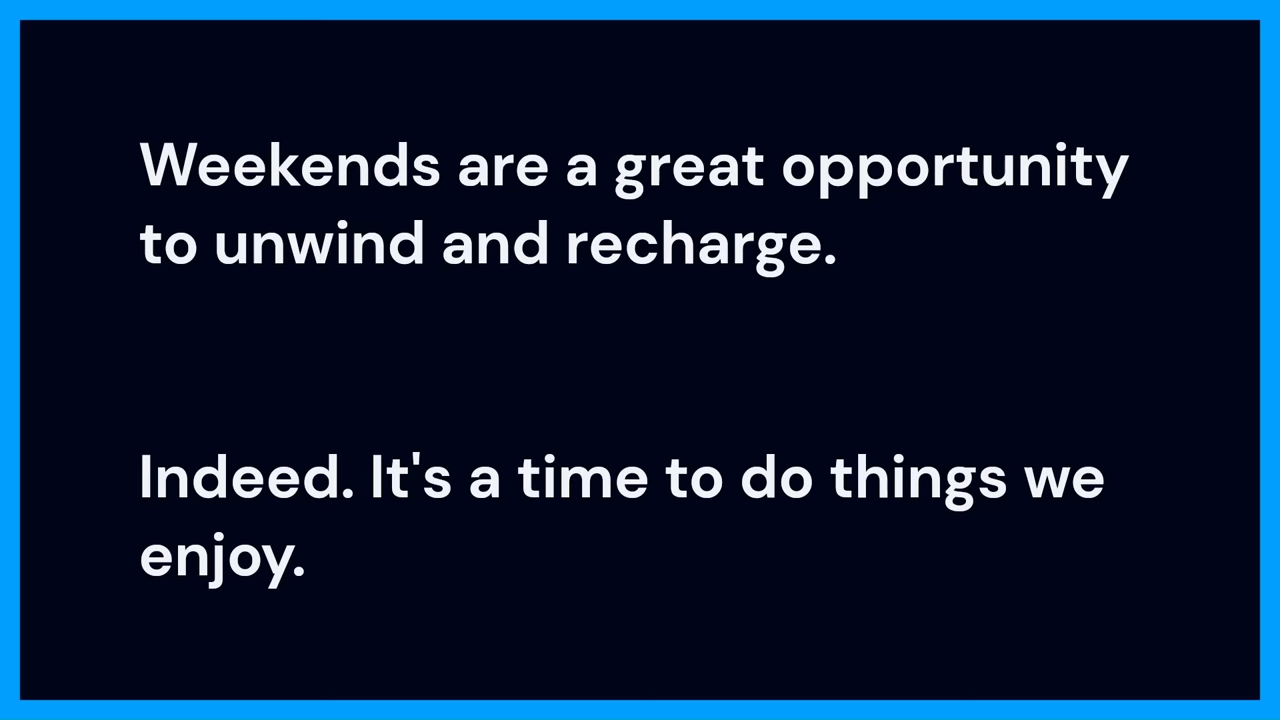 Weekends are a great opportunity
to unwind and recharge.
Indeed. It's a time to do things we
enjoy.